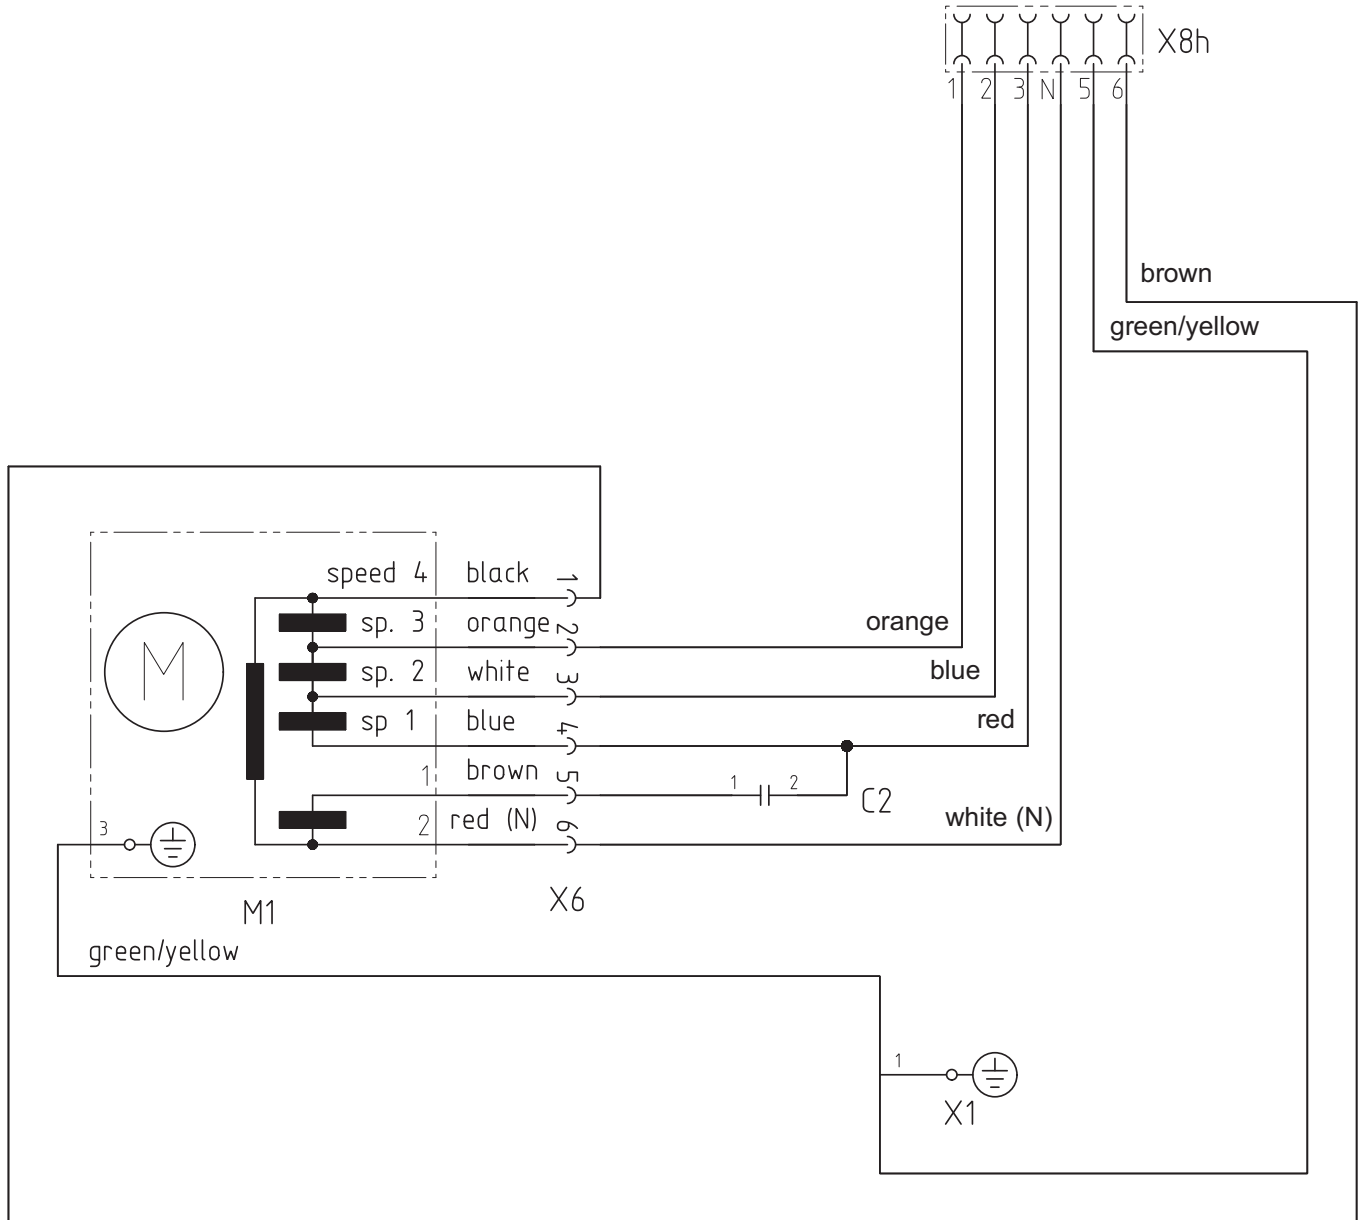 X8h
1 2 3 N 5 6
brown
green/yellow
speed 4 black 1
sp. 3 orange 2
orange
sp. 2 white 3
blue
sp 1 blue 4
red
1 brown 5
1 2
C2
2 red (N) 6
white (N)
M
3
M1
X6
green/yellow
1
X1